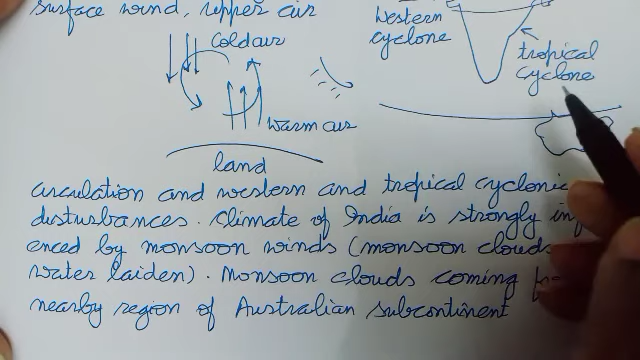 surface wind, upper air
Western
cyclone
tropical
cyclone
cold air
warm air
land
circulation and western and tropical cyclonic
disturbances. Climate of India is strongly
enced by monsoon winds (monsoon clouds
water laiden). Monsoon clouds coming
nearby region of Australian subcontinent